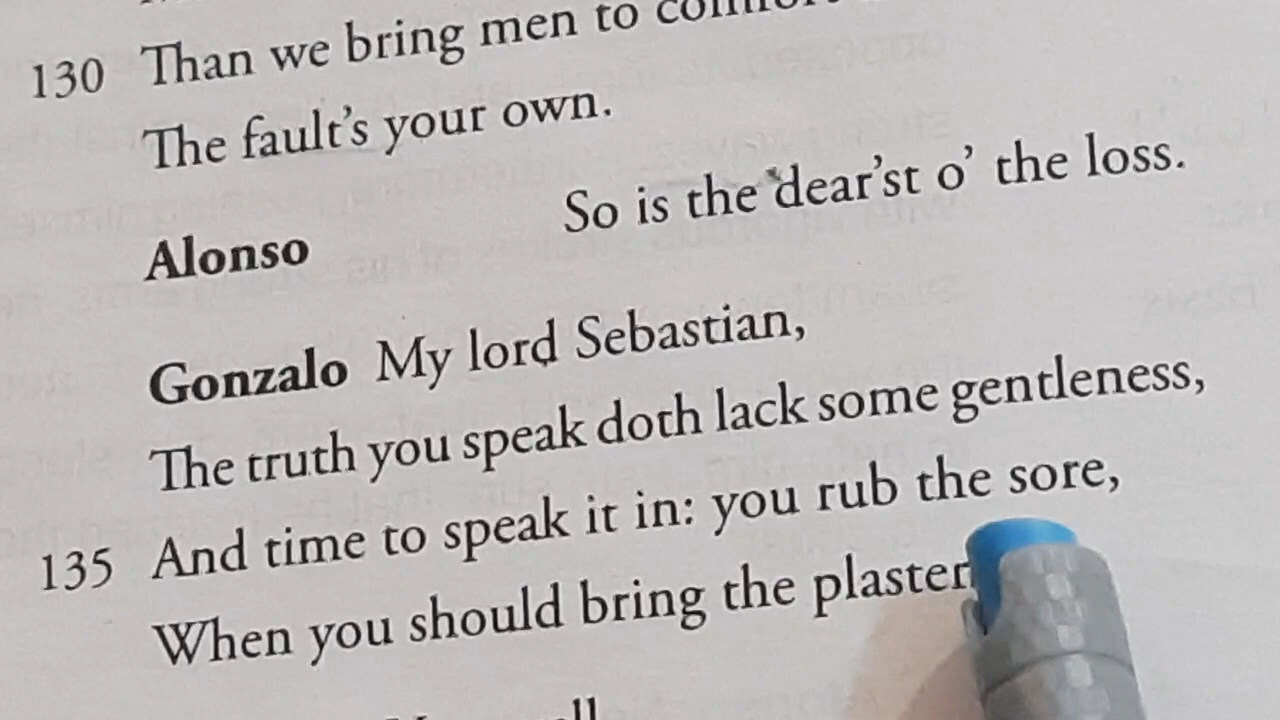 130 Than we bring men to comfort
The fault's your own.
So is the dear'st o' the loss.
Alonso
Gonzalo My lord Sebastian,
The truth you speak doth lack some gentleness,
And time to speak it in: you rub the sore,
135
When you should bring the plaster